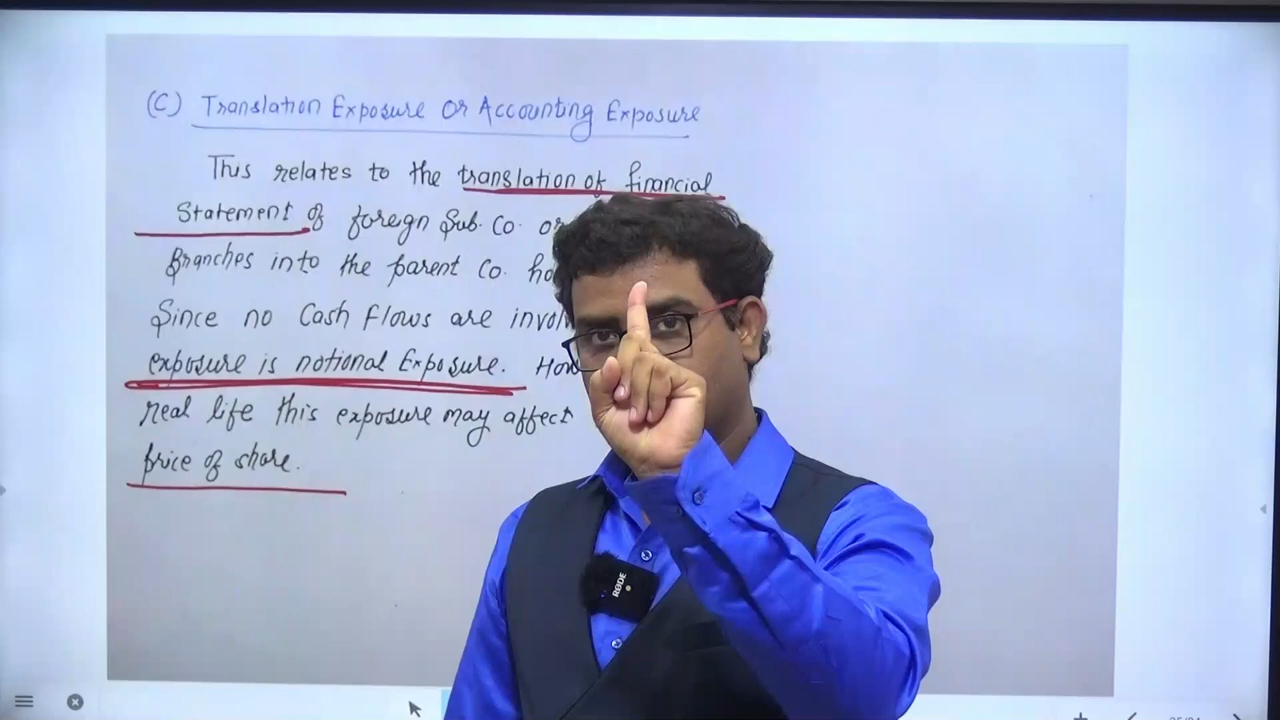 (C) Translation Exposure Or Accounting Exposure
This relates to the translation of financial
Statement of foreign Sub. Co. or
Branches into the parent Co.
Since no Cash Flows are
exposure is notional Exposure.
real life this exposure may affect
price of share.
RØDE